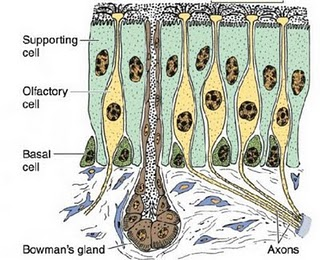 Supporting
cell
Olfactory
cell
Basal
cell
Bowman's gland
Axons